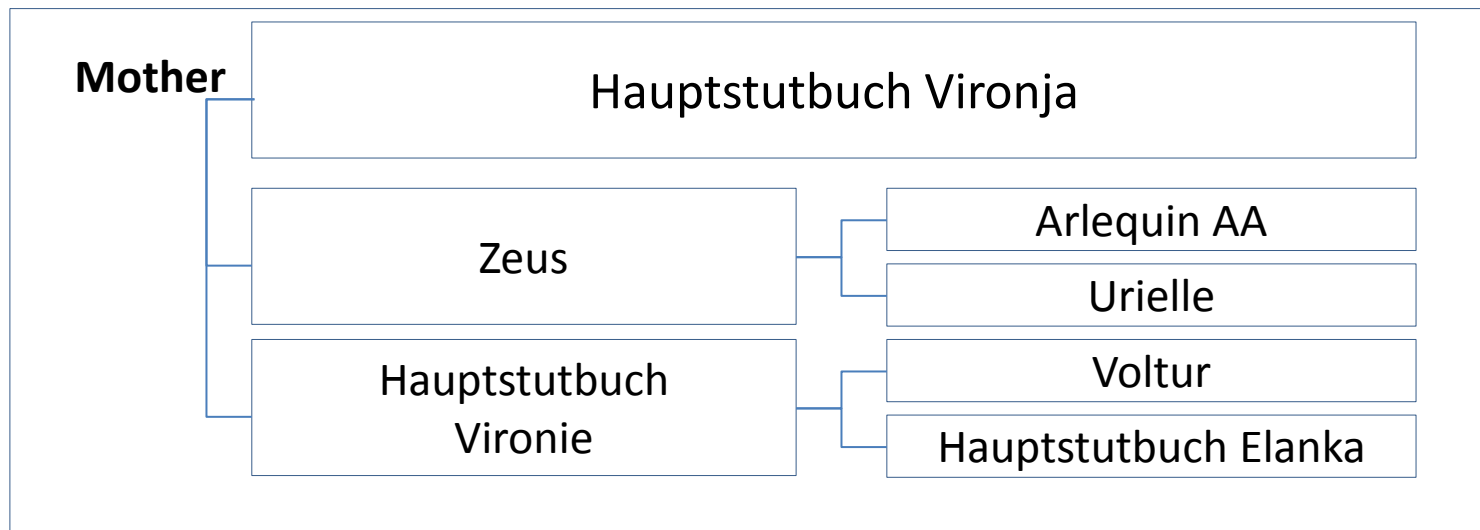 Mother
Hauptstutbuch Vironja
Zeus
Arlequin AA
Urielle
Hauptstutbuch
Vironie
Voltur
Hauptstutbuch Elanka